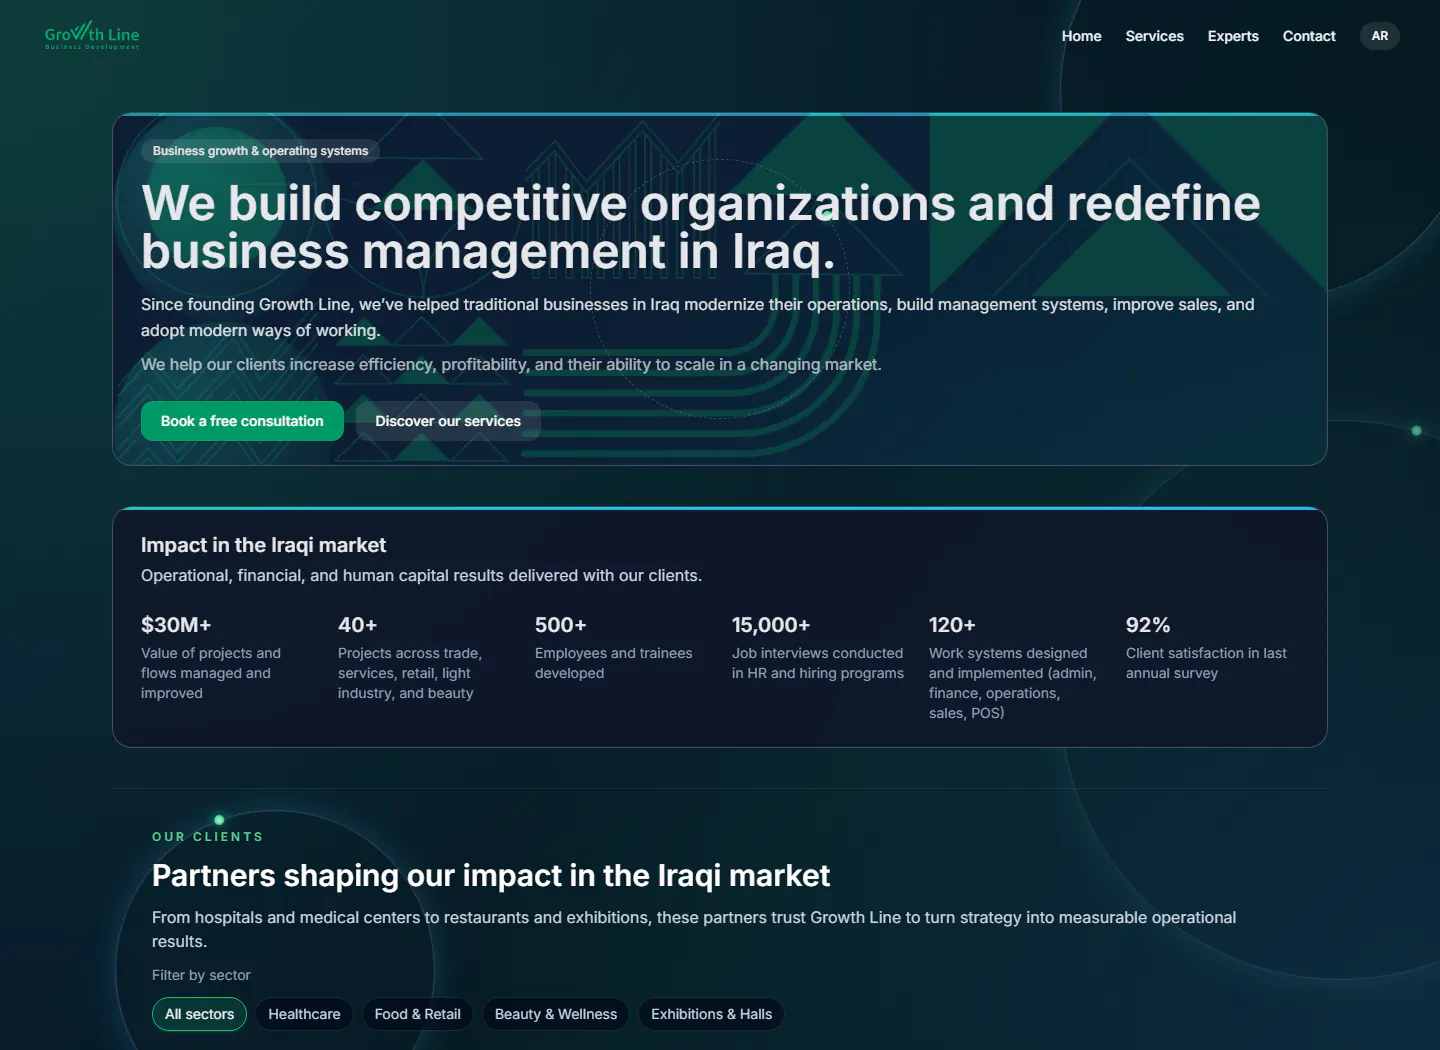 Growth Line
Business Development
Home
Services
Experts
Contact
AR
Business growth & operating systems
We build competitive organizations and redefine
business management in Iraq.
Since founding Growth Line, we’ve helped traditional businesses in Iraq modernize their operations, build management systems, improve sales, and
adopt modern ways of working.
We help our clients increase efficiency, profitability, and their ability to scale in a changing market.
Book a free consultation
Discover our services
Impact in the Iraqi market
Operational, financial, and human capital results delivered with our clients.
$30M+
Value of projects and
flows managed and
improved
40+
Projects across trade,
services, retail, light
industry, and beauty
500+
Employees and trainees
developed
15,000+
Job interviews conducted
in HR and hiring programs
120+
Work systems designed
and implemented (admin,
finance, operations,
sales, POS)
92%
Client satisfaction in last
annual survey
OUR CLIENTS
Partners shaping our impact in the Iraqi market
From hospitals and medical centers to restaurants and exhibitions, these partners trust Growth Line to turn strategy into measurable operational
results.
Filter by sector
All sectors
Healthcare
Food & Retail
Beauty & Wellness
Exhibitions & Halls